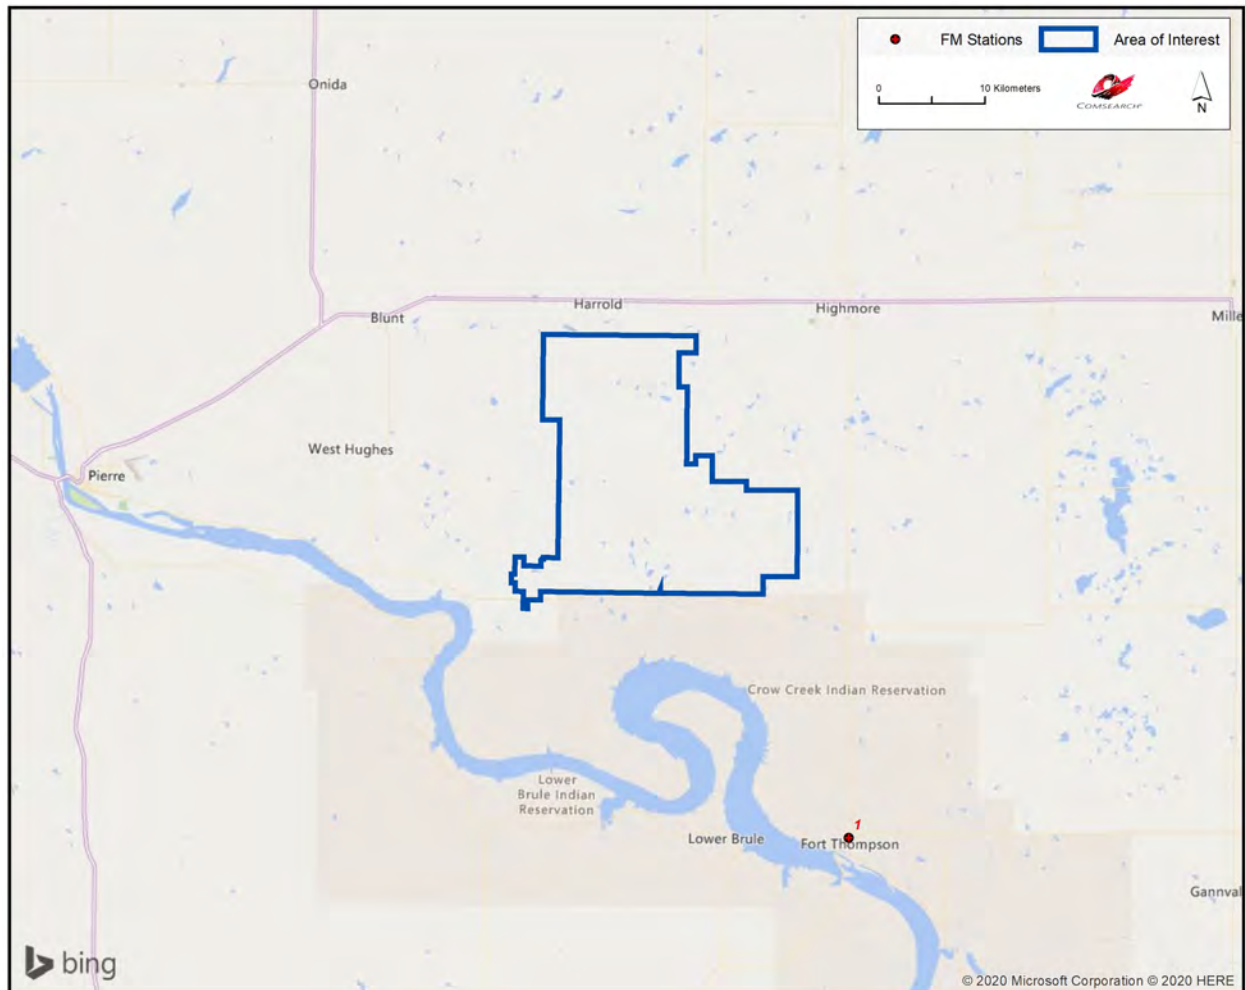 FM Stations Area of Interest
0 10 Kilometers
COMSEARCH®
N
Onida
Harrold
Highmore
Blunt
Mille
West Hughes
Pierre
Crow Creek Indian Reservation
Lower
Brule Indian
Reservation
1
Lower Brule
Fort Thompson
Gannval
bing
© 2020 Microsoft Corporation © 2020 HERE